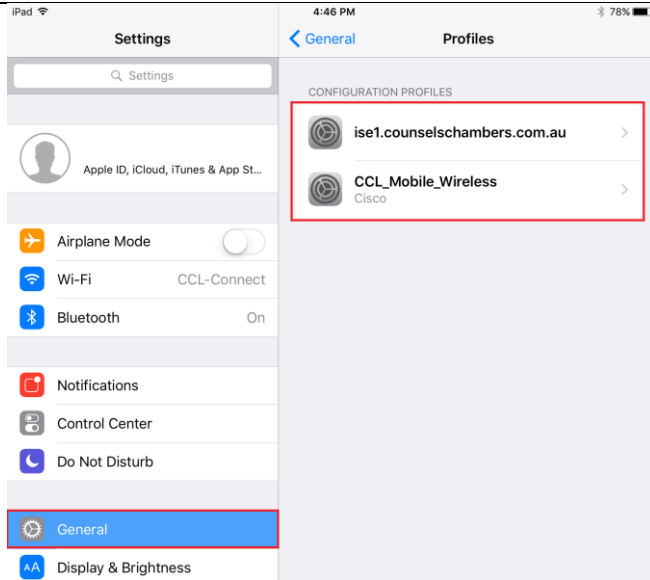 iPad
4:46 PM
78%
Settings
General
Profiles
Settings
CONFIGURATION PROFILES
ise1.counselschambers.com.au
CCL_Mobile_Wireless
Cisco
Apple ID, iCloud, iTunes & App St...
Airplane Mode
Wi-Fi
CCL-Connect
Bluetooth
On
Notifications
Control Center
Do Not Disturb
General
AA
Display & Brightness